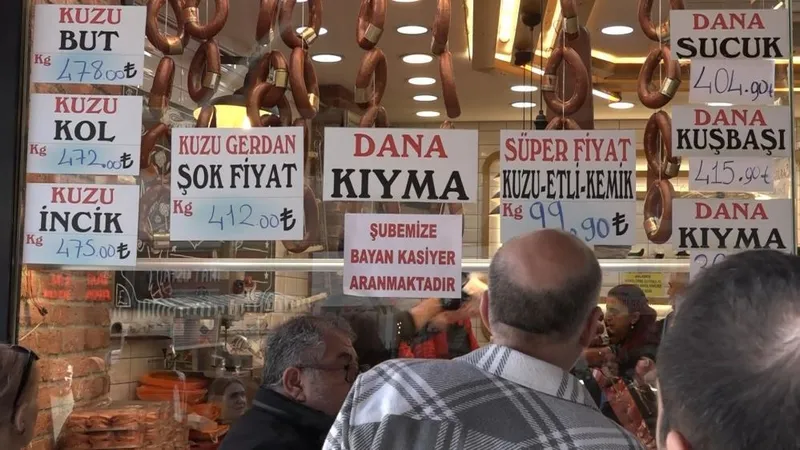 KUZU
BUT
Kg 478.00₺
KUZU
KOL
Kg 472.00₺
KUZU
İNCİK
Kg 475.00₺
KUZU GERDAN
ŞOK FİYAT
Kg 412.00₺
DANA
KIYMA
ŞUBEMİZE
BAYAN KASİYER
ARANMAKTADIR
SÜPER FİYAT
KUZU-ETLİ-KEMİK
Kg 99.90₺
DANA
SUCUK
404.90₺
DANA
KUŞBAŞI
415.90₺
DANA
KIYMA